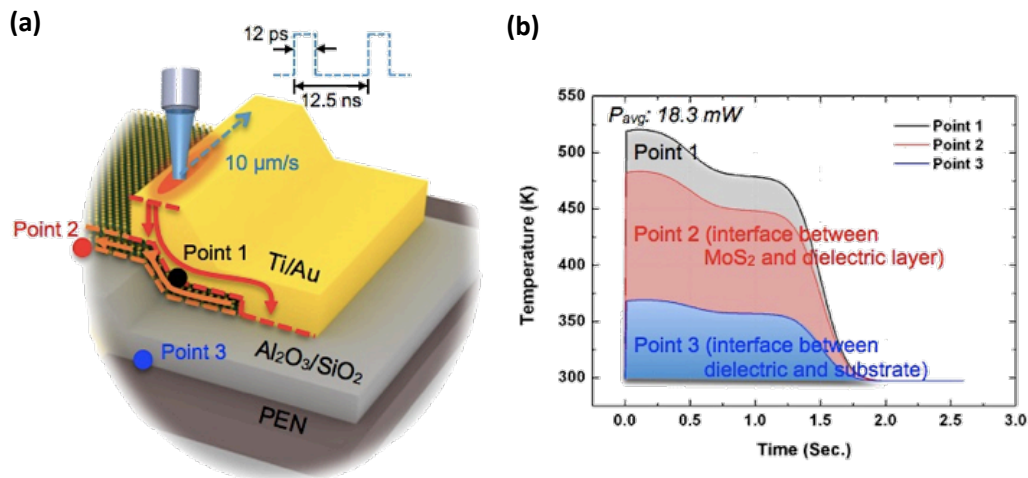 (a)
12 ps
12.5 ns
10 μm/s
Point 2
Point 1
Ti/Au
Point 3
Al₂O₃/SiO₂
PEN
(b)
550
500
450
400
350
300
Temperature (K)
Pavg: 18.3 mW
Point 1
Point 2
Point 3
Point 1
Point 2 (interface between
MoS₂ and dielectric layer)
Point 3 (interface between
dielectric and substrate)
0.0 0.5 1.0 1.5 2.0 2.5 3.0
Time (Sec.)